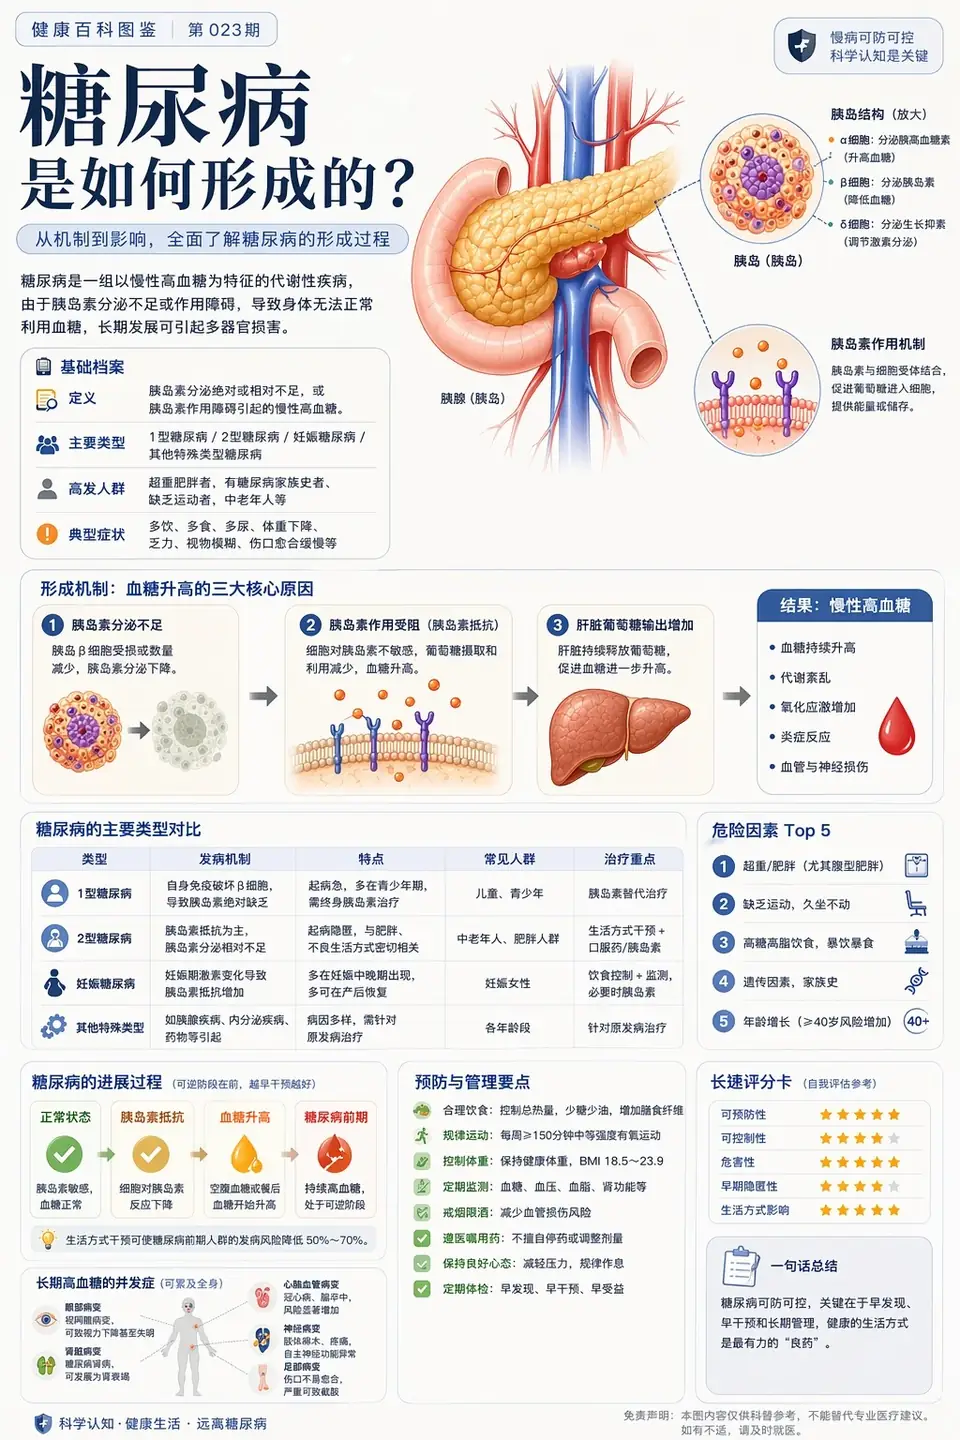 健康百科图鉴 | 第 023期
慢病可防可控
科学认知是关键
糖尿病
是如何形成的？
从机制到影响，全面了解糖尿病的形成过程
糖尿病是一组以慢性高血糖为特征的代谢性疾病，
由于胰岛素分泌不足或作用障碍，导致身体无法正常
利用血糖，长期发展可引起多器官损害。
基础档案
定义
胰岛素分泌绝对或相对不足，或
胰岛素作用障碍引起的慢性高血糖。
主要类型
1型糖尿病 / 2型糖尿病 / 妊娠糖尿病 /
其他特殊类型糖尿病
高发人群
超重肥胖者、有糖尿病家族史者、
缺乏运动者，中老年人等
典型症状
多饮、多食、多尿、体重下降、
乏力、视物模糊、伤口愈合缓慢等
胰腺（胰岛）
胰岛结构（放大）
α细胞：分泌胰高血糖素
（升高血糖）
β细胞：分泌胰岛素
（降低血糖）
δ细胞：分泌生长抑素
（调节激素分泌）
胰岛（胰岛）
胰岛素作用机制
胰岛素与细胞受体结合，
促进葡萄糖进入细胞，
提供能量或储存。
形成机制：血糖升高的三大核心原因
1 胰岛素分泌不足
胰岛β细胞受损或数量
减少，胰岛素分泌下降。
2 胰岛素作用受阻（胰岛素抵抗）
细胞对胰岛素不敏感，葡萄糖摄取和
利用减少，血糖升高。
3 肝脏葡萄糖输出增加
肝脏持续释放葡萄糖，
促进血糖进一步升高。
结果：慢性高血糖
• 血糖持续升高
• 代谢紊乱
• 氧化应激增加
• 炎症反应
• 血管与神经损伤
糖尿病的主要类型对比
类型 发病机制 特点 常见人群 治疗重点
1型糖尿病
自身免疫破坏β细胞，
导致胰岛素绝对缺乏
起病急，多在青少年期，
需终身胰岛素治疗
儿童、青少年
胰岛素替代治疗
2型糖尿病
胰岛素抵抗为主，
胰岛素分泌相对不足
起病隐匿，与肥胖、
不良生活方式密切相关
中老年人、肥胖人群
生活方式干预 +
口服药/胰岛素
妊娠糖尿病
妊娠期激素变化导致
胰岛素抵抗增加
多在妊娠中晚期出现，
多可在产后恢复
妊娠女性
饮食控制 + 监测，
必要时胰岛素
其他特殊类型
如胰腺疾病、内分泌疾病、
药物等引起
病因多样，需针对
原发病治疗
各年龄段
针对原发病治疗
危险因素 Top 5
1 超重/肥胖（尤其腹型肥胖）
2 缺乏运动，久坐不动
3 高糖高脂饮食，暴饮暴食
4 遗传因素，家族史
5 年龄增长（≥40岁风险增加） 40+
糖尿病的进展过程（可逆阶段在前，越早干预越好）
正常状态
胰岛素敏感，
血糖正常
胰岛素抵抗
细胞对胰岛素
反应下降
血糖升高
空腹血糖或餐后
血糖开始升高
糖尿病前期
持续高血糖，
处于可逆阶段
生活方式干预可使糖尿病前期人群的发病风险降低 50%～70%。
长期高血糖的并发症（可累及全身）
眼部病变
视网膜病变，
可致视力下降甚至失明
肾脏病变
糖尿病肾病，
可发展为肾衰竭
心脑血管病变
冠心病、脑卒中，
风险显著增加
神经病变
肢体麻木、疼痛，
自主神经功能异常
足部病变
伤口不易愈合，
严重可致截肢
预防与管理要点
合理饮食：控制总热量，少糖少油，增加膳食纤维
规律运动：每周≥150分钟中等强度有氧运动
控制体重：保持健康体重，BMI 18.5～23.9
定期监测：血糖、血压、血脂、肾功能等
戒烟限酒：减少血管损伤风险
遵医嘱用药：不擅自停药或调整剂量
保持良好心态：减轻压力，规律作息
定期体检：早发现、早干预、早受益
长速评分卡（自我评估参考）
可预防性 ★★★★★
可控制性 ★★★★☆
危害性 ★★★★★
早期隐匿性 ★★★★☆
生活方式影响 ★★★★★
一句话总结
糖尿病可防可控，关键在于早发现、
早干预和长期管理，健康的生活方式
是最有力的“良药”。
科学认知 · 健康生活 · 远离糖尿病
免责声明：本图内容仅供科普参考，不能替代专业医疗建议。
如有不适，请及时就医。